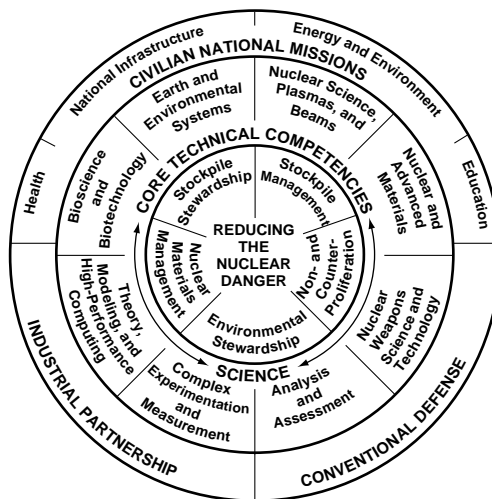 National Infrastructure
Energy and Environment
CIVILIAN NATIONAL MISSIONS
Health
Education
Earth and
Environmental
Systems
Nuclear Science,
Plasmas, and
Beams
Bioscience
and
Biotechnology
Nuclear and
Advanced
Materials
CORE TECHNICAL COMPETENCIES
Stockpile
Stewardship
Stockpile
Management
REDUCING
THE
NUCLEAR
DANGER
Nuclear
Materials
Management
Non- and
Counter-
Proliferation
Environmental
Stewardship
SCIENCE
Theory,
Modeling, and
High-Performance
Computing
Nuclear
Weapons
Science and
Technology
Complex
Experimentation
and
Measurement
Analysis
and
Assessment
INDUSTRIAL PARTNERSHIP
CONVENTIONAL DEFENSE